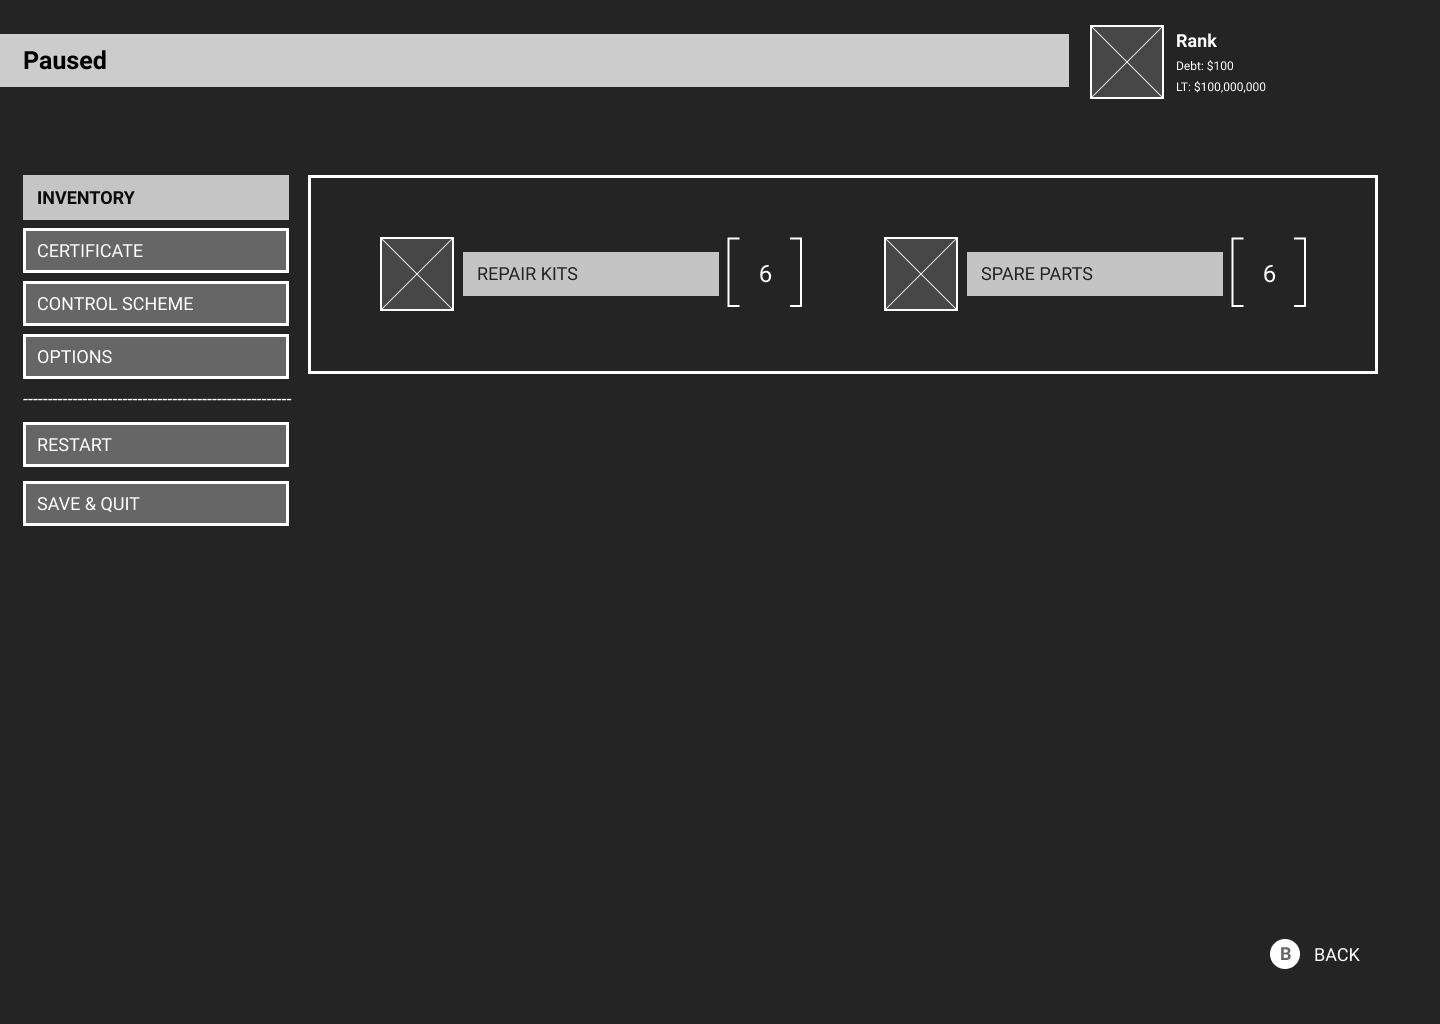 Paused
Rank
Debt: $100
LT: $100,000,000
INVENTORY
CERTIFICATE
CONTROL SCHEME
OPTIONS
RESTART
SAVE & QUIT
REPAIR KITS [ 6 ]
SPARE PARTS [ 6 ]
B BACK